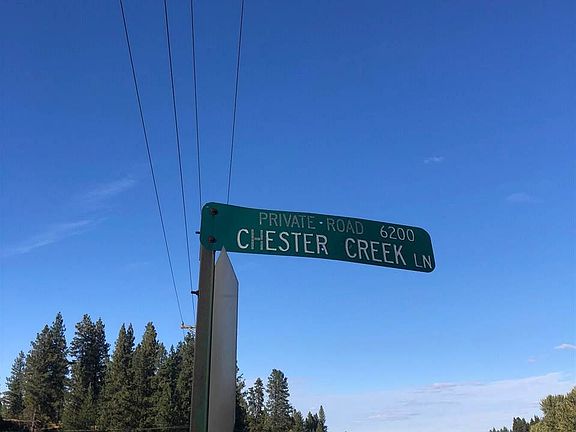 PRIVATE-ROAD 6200
CHESTER CREEK LN